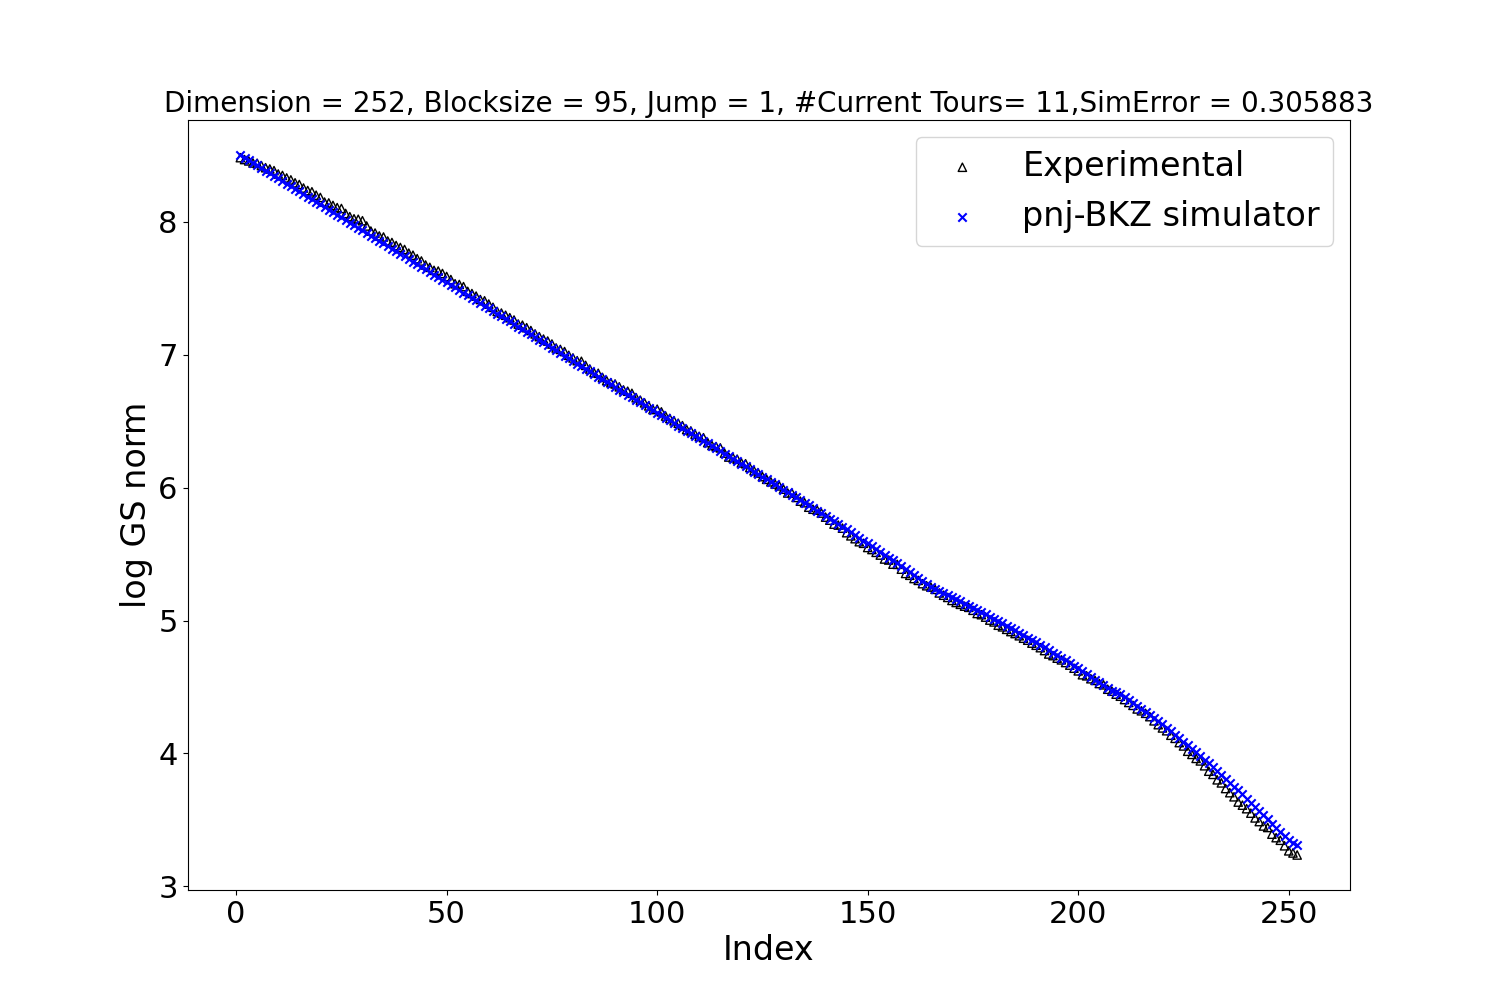 Dimension = 252, Blocksize = 95, Jump = 1, #Current Tours= 11,SimError = 0.305883
Experimental
pnj-BKZ simulator
log GS norm
8
7
6
5
4
3
0 50 100 150 200 250
Index